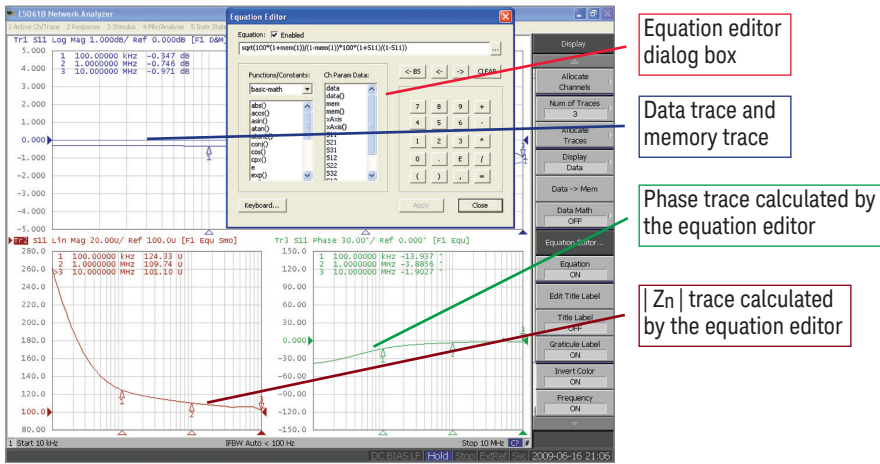 E5061B Network Analyzer
1 Active Ch/Trace 2 Response 3 Stimulus 4 Mkr/Analysis 5 Instr State
Tr1 S11 Log Mag 1.000dB/ Ref 0.000dB [F1 D&M]
5.000
4.000
3.000
2.000
1.000
0.000
-1.000
-2.000
-3.000
-4.000
-5.000
1 100.00000 kHz -0.347 dB
2 1.0000000 MHz -0.746 dB
3 10.000000 MHz -0.971 dB
Equation Editor
Equation: Enabled
sqrt(100*(1+mem(1))/(1-mem(1))*100*(1+S11)/(1-S11))
...
Functions/Constants:
basic-math
abs()
acos()
asin()
atan()
atan2()
conj()
cos()
cpx()
e
exp()
Ch Param Data:
data
data()
mem
mem()
xAxis
xAxis()
S11
S21
S31
S12
S22
S32
S13
<- BS <- -> CLEAR
7 8 9 +
4 5 6 -
1 2 3 *
0 . E /
( ) , =
Keyboard...
Apply
Close
Display
Allocate
Channels
Num of Traces
3
Allocate
Traces
Display
Data
Data -> Mem
Data Math
OFF
Equation Editor...
Equation
ON
Edit Title Label
Title Label
OFF
Graticule Label
ON
Invert Color
ON
Frequency
ON
Tr2 S11 Lin Mag 20.00U/ Ref 100.0U [F1 Equ Smo]
280.0
260.0
240.0
220.0
200.0
180.0
160.0
140.0
120.0
100.0
80.00
1 100.00000 kHz 124.33 U
2 1.0000000 MHz 109.74 U
>3 10.000000 MHz 101.10 U
Tr3 S11 Phase 30.00°/ Ref 0.000° [F1 Equ]
150.0
120.0
90.00
60.00
30.00
0.000
-30.00
-60.00
-90.00
-120.0
-150.0
1 100.00000 kHz -13.937 °
2 1.0000000 MHz -3.8856 °
3 10.000000 MHz -1.9027 °
1 Start 10 kHz
IFBW Auto < 100 Hz
Stop 10 MHz C? #
DC BIAS LF Hold Stop ExtRef Svc 2009-06-16 21:06
Equation editor
dialog box
Data trace and
memory trace
Phase trace calculated by
the equation editor
| Zn | trace calculated
by the equation editor